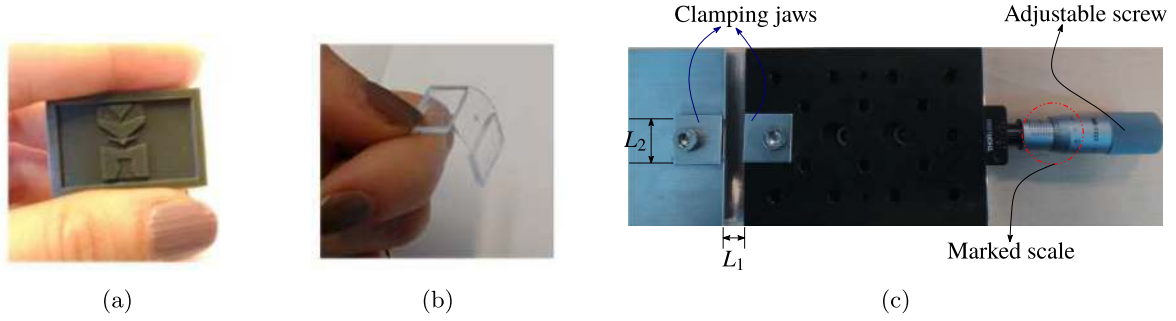 Clamping jaws
Adjustable screw
L2
L1
Marked scale
(a)
(b)
(c)